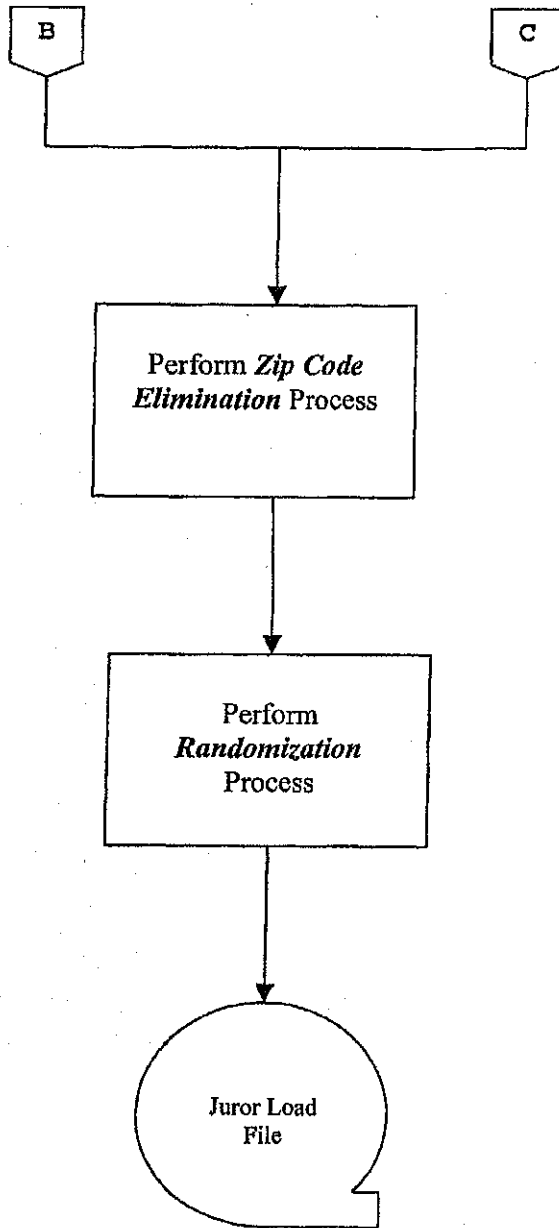 B
C
Perform Zip Code
Elimination Process
Perform
Randomization
Process
Juror Load
File